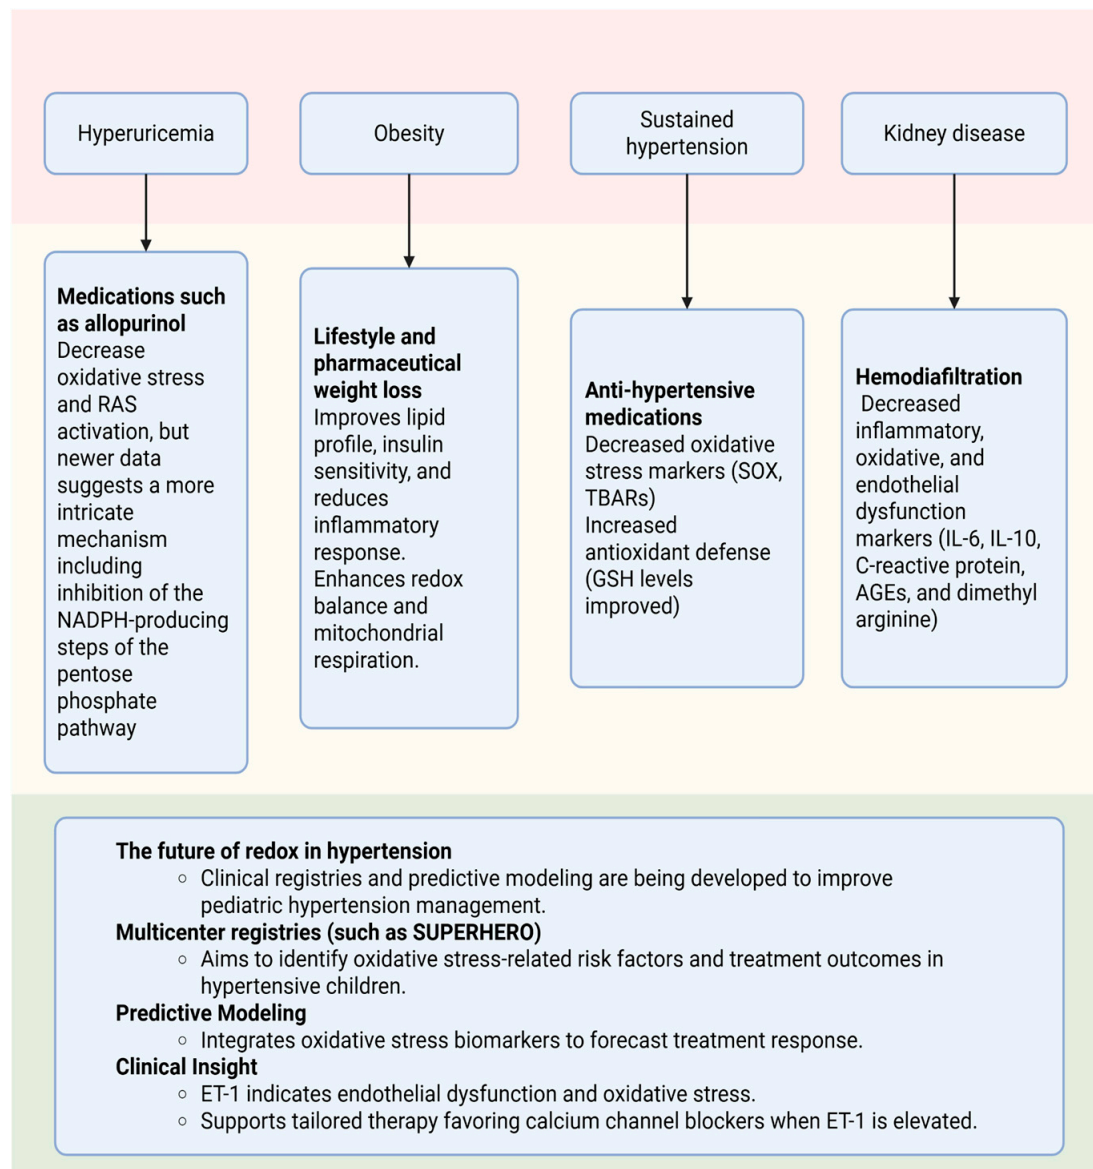 Hyperuricemia
Obesity
Sustained
hypertension
Kidney disease
Medications such
as allopurinol
Decrease
oxidative stress
and RAS
activation, but
newer data
suggests a more
intricate
mechanism
including
inhibition of the
NADPH-producing
steps of the
pentose
phosphate
pathway
Lifestyle and
pharmaceutical
weight loss
Improves lipid
profile, insulin
sensitivity, and
reduces
inflammatory
response.
Enhances redox
balance and
mitochondrial
respiration.
Anti-hypertensive
medications
Decreased oxidative
stress markers (SOX,
TBARs)
Increased
antioxidant defense
(GSH levels
improved)
Hemodiafiltration
Decreased
inflammatory,
oxidative, and
endothelial
dysfunction
markers (IL-6, IL-10,
C-reactive protein,
AGEs, and dimethyl
arginine)
The future of redox in hypertension
○ Clinical registries and predictive modeling are being developed to improve
pediatric hypertension management.
Multicenter registries (such as SUPERHERO)
○ Aims to identify oxidative stress-related risk factors and treatment outcomes in
hypertensive children.
Predictive Modeling
○ Integrates oxidative stress biomarkers to forecast treatment response.
Clinical Insight
○ ET-1 indicates endothelial dysfunction and oxidative stress.
○ Supports tailored therapy favoring calcium channel blockers when ET-1 is elevated.